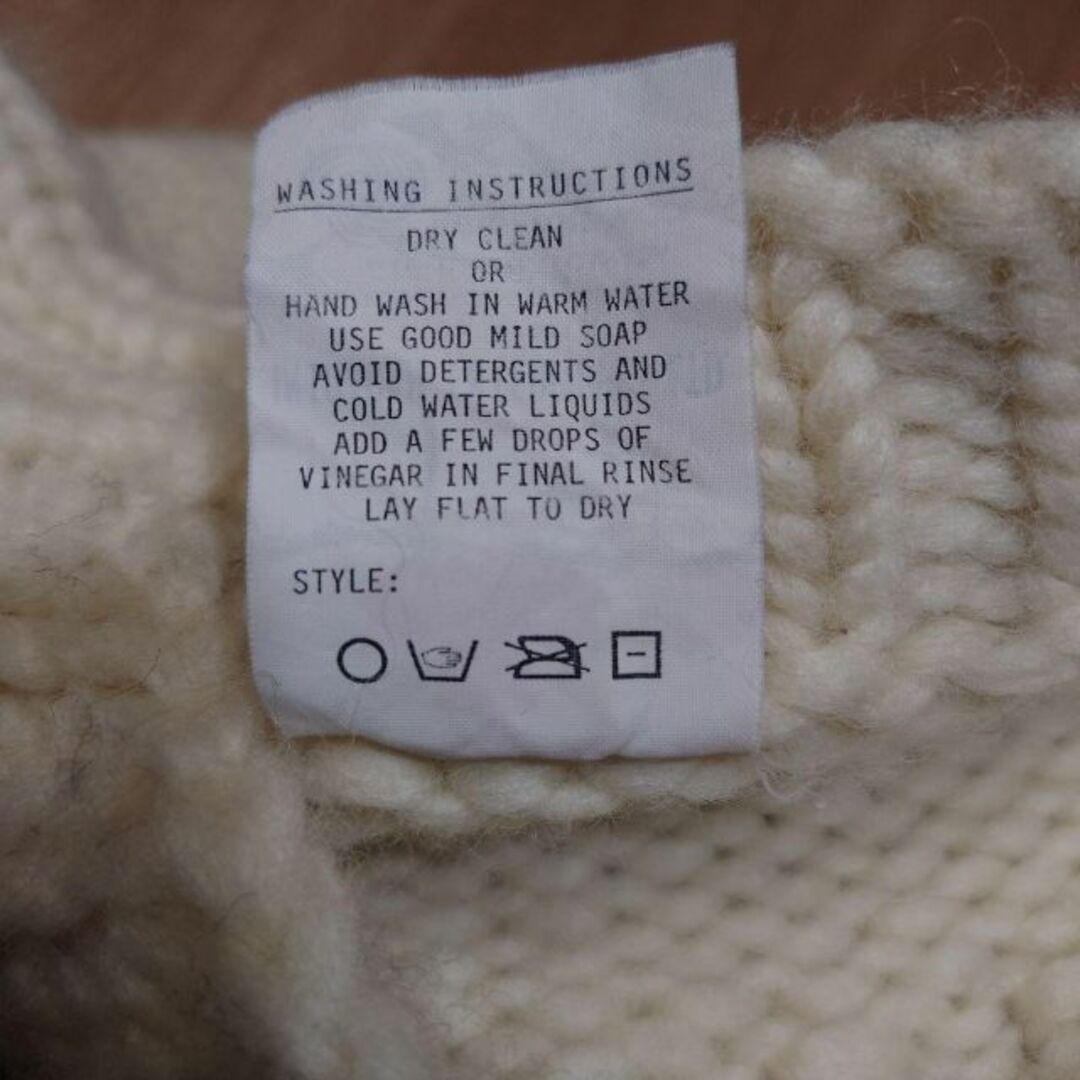 WASHING INSTRUCTIONS
DRY CLEAN
OR
HAND WASH IN WARM WATER
USE GOOD MILD SOAP
AVOID DETERGENTS AND
COLD WATER LIQUIDS
ADD A FEW DROPS OF
VINEGAR IN FINAL RINSE
LAY FLAT TO DRY
STYLE: